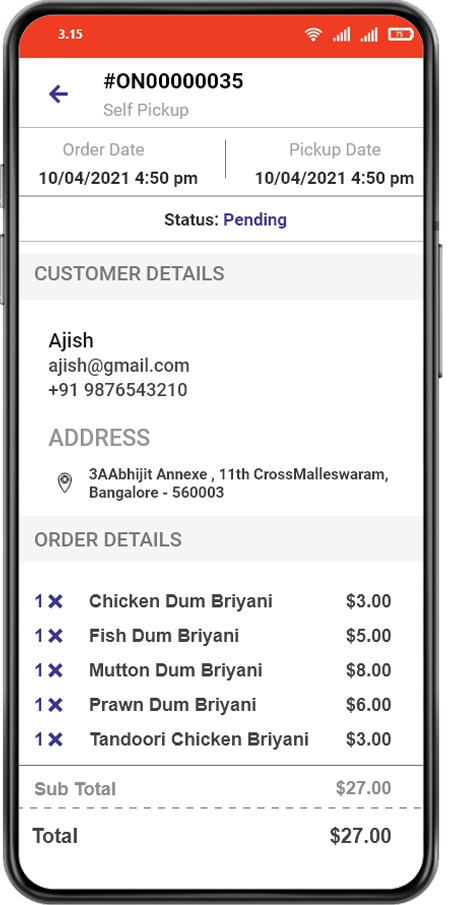 3.15
75
#ON00000035
Self Pickup
Order Date Pickup Date
10/04/2021 4:50 pm 10/04/2021 4:50 pm
Status: Pending
CUSTOMER DETAILS
Ajish
ajish@gmail.com
+91 9876543210
ADDRESS
3AAbhijit Annexe , 11th CrossMalleswaram,
Bangalore - 560003
ORDER DETAILS
1 × Chicken Dum Briyani $3.00
1 × Fish Dum Briyani $5.00
1 × Mutton Dum Briyani $8.00
1 × Prawn Dum Briyani $6.00
1 × Tandoori Chicken Briyani $3.00
Sub Total $27.00
Total $27.00